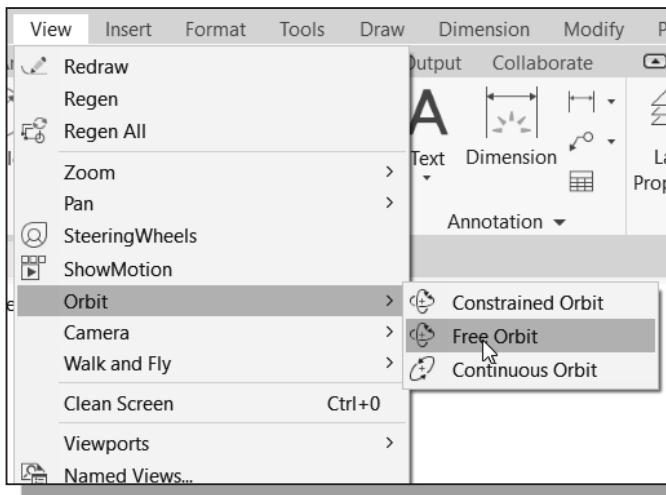 View Insert Format Tools Draw Dimension Modify
Output Collaborate
Redraw
Regen
Regen All
Zoom
Pan
SteeringWheels
ShowMotion
Orbit
Camera
Walk and Fly
Clean Screen Ctrl+0
Viewports
Named Views...
Text Dimension
Annotation
Constrained Orbit
Free Orbit
Continuous Orbit